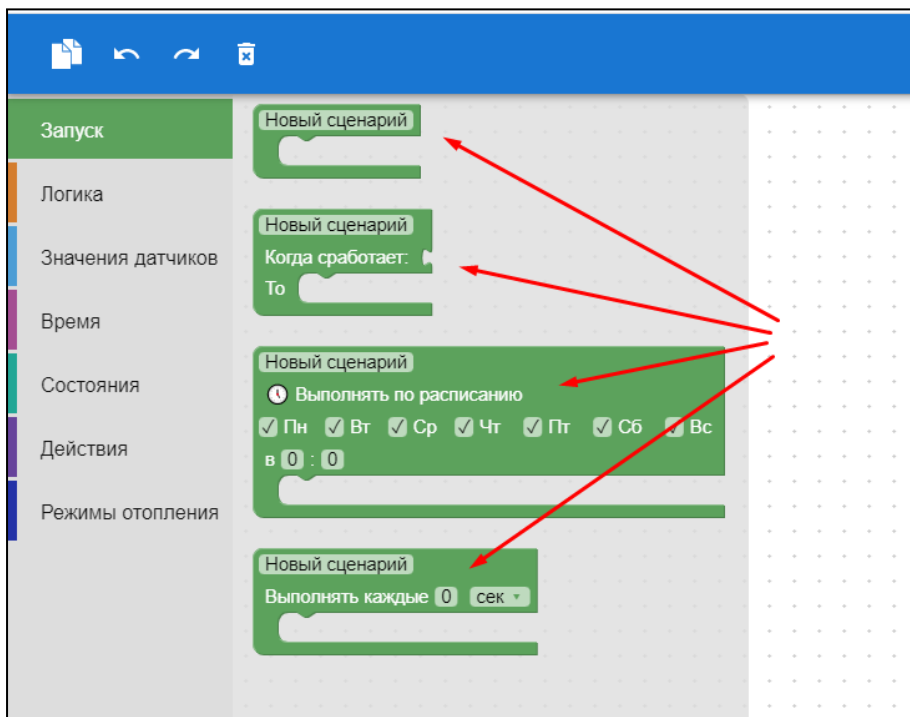 Запуск
Логика
Значения датчиков
Время
Состояния
Действия
Режимы отопления
Новый сценарий
Новый сценарий
Когда сработает:
То
Новый сценарий
Выполнять по расписанию
Пн Вт Ср Чт Пт Сб Вс
в 0 : 0
Новый сценарий
Выполнять каждые 0 сек